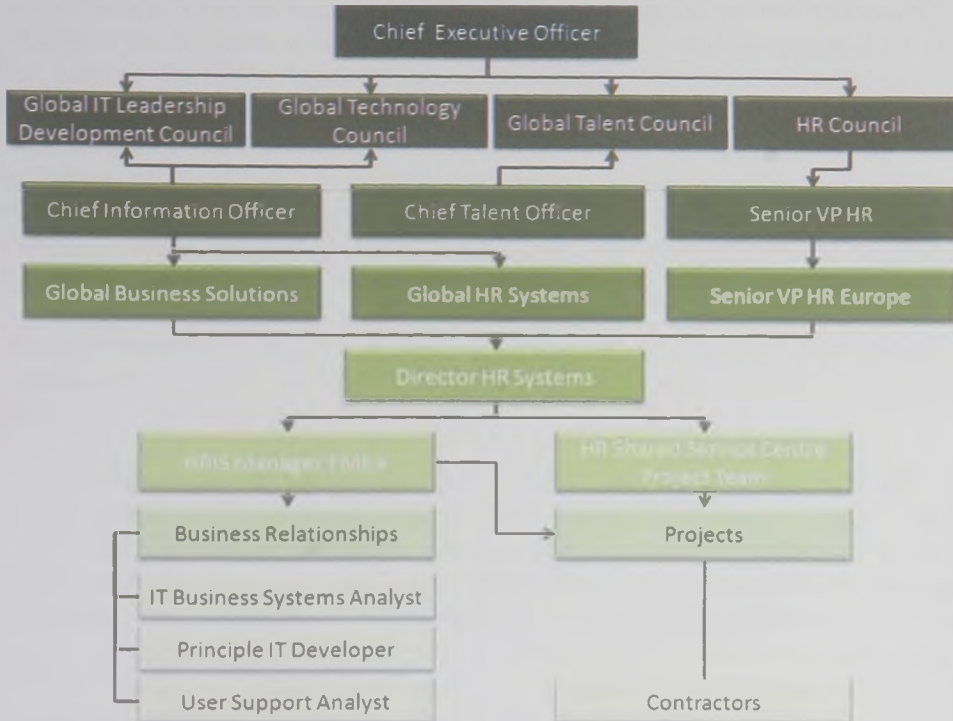 Chief Executive Officer
Global IT Leadership
Development Council
Global Technology
Council
Global Talent Council
HR Council
Chief Information Officer
Chief Talent Officer
Senior VP HR
Global Business Solutions
Global HR Systems
Senior VP HR Europe
Director HR Systems
HRIS Manager EMEA
HR Shared Service Centre
Project Team
Business Relationships
Projects
IT Business Systems Analyst
Principle IT Developer
User Support Analyst
Contractors